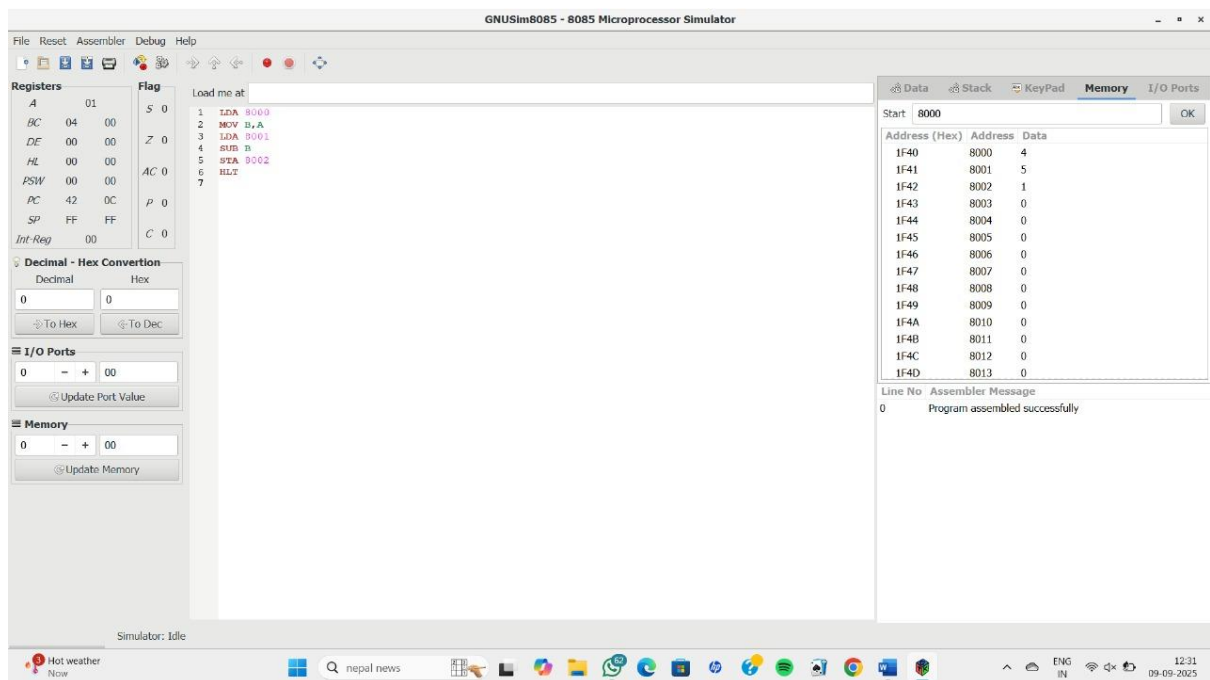 GNUSim8085 - 8085 Microprocessor Simulator
File Reset Assembler Debug Help
Registers
A 01
BC 04 00
DE 00 00
HL 00 00
PSW 00 00
PC 42 0C
SP FF FF
Int-Reg 00
Flag
S 0
Z 0
AC 0
P 0
C 0
Decimal - Hex Convertion
Decimal Hex
0 0
To Hex To Dec
I/O Ports
0 - + 00
Update Port Value
Memory
0 - + 00
Update Memory
Load me at
1 LDA 8000
2 MOV B,A
3 LDA 8001
4 SUB B
5 STA 8002
6 HLT
7
Data Stack KeyPad Memory I/O Ports
Start 8000 OK
Address (Hex) Address Data
1F40 8000 4
1F41 8001 5
1F42 8002 1
1F43 8003 0
1F44 8004 0
1F45 8005 0
1F46 8006 0
1F47 8007 0
1F48 8008 0
1F49 8009 0
1F4A 8010 0
1F4B 8011 0
1F4C 8012 0
1F4D 8013 0
Line No Assembler Message
0 Program assembled successfully
Simulator: Idle
3
Hot weather
Now
nepal news
hp
ENG
IN
12:31
09-09-2025